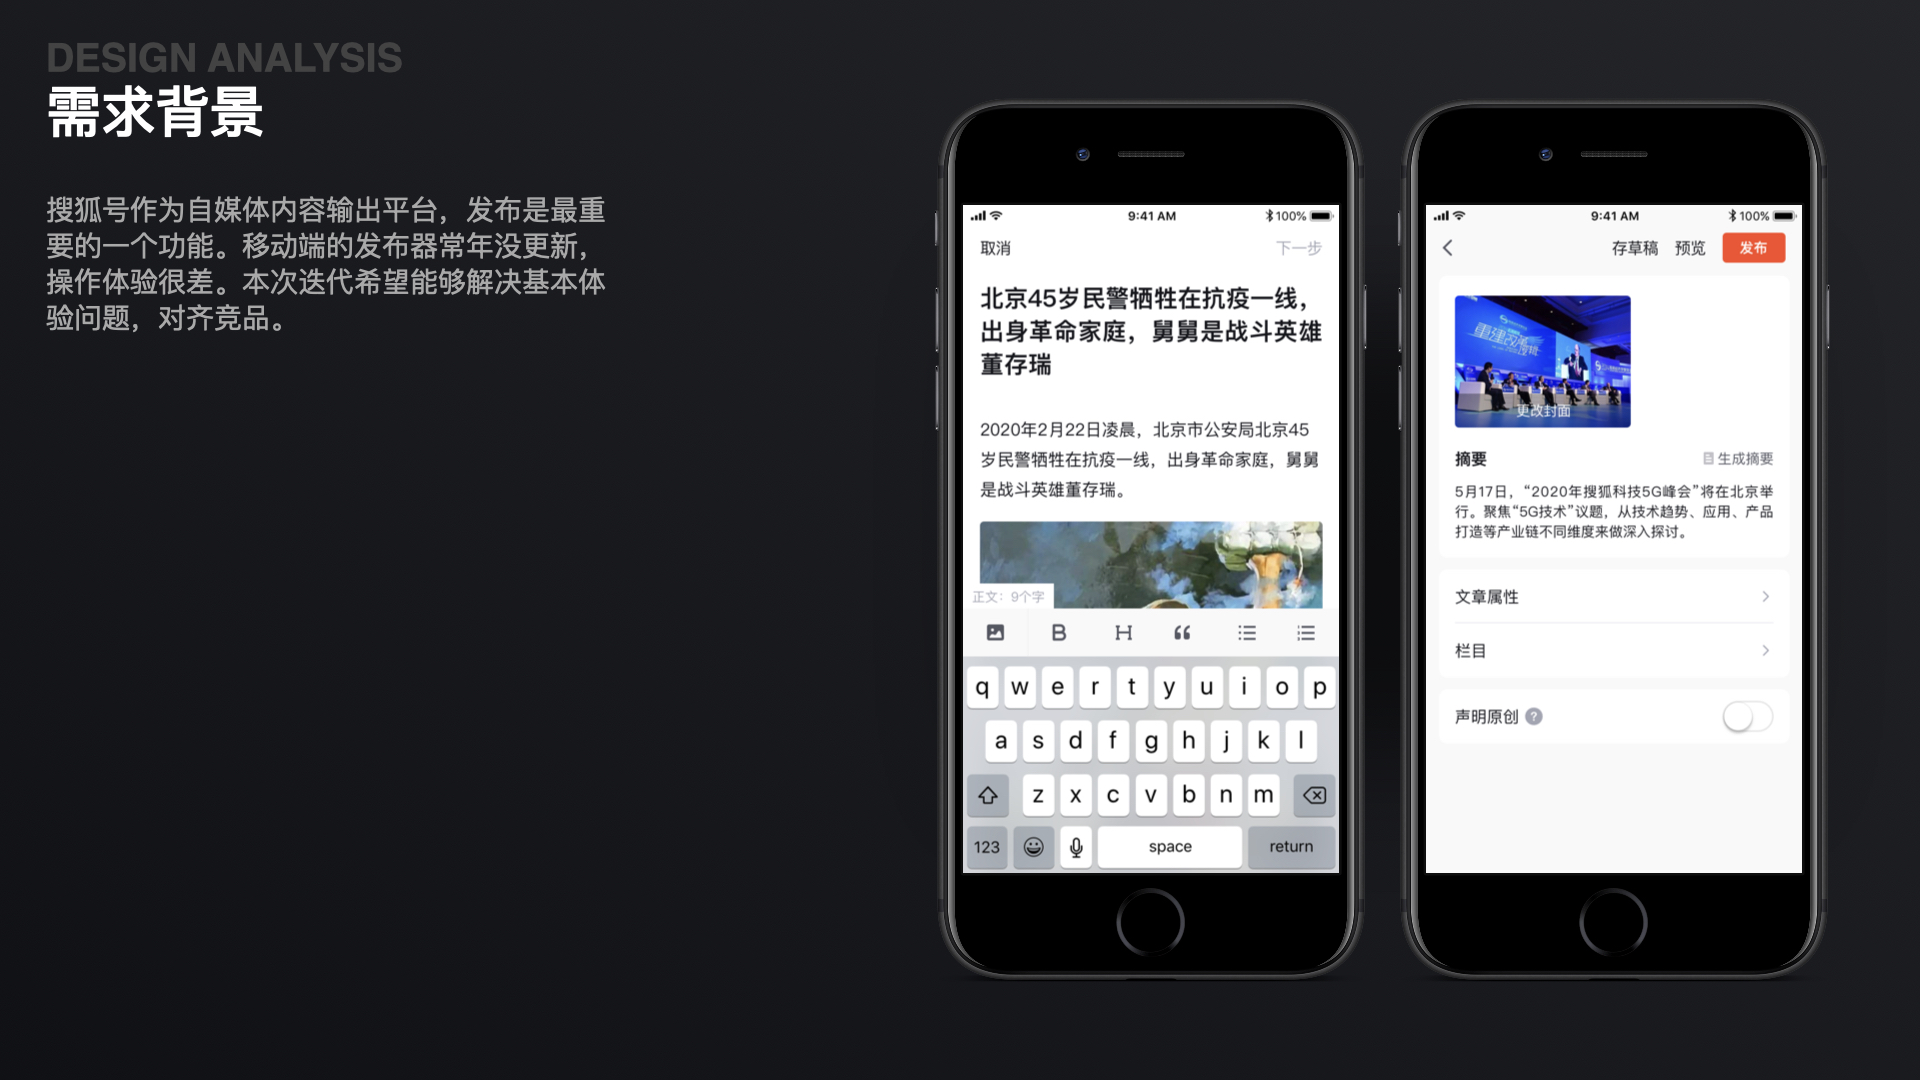 DESIGN ANALYSIS
需求背景
搜狐号作为自媒体内容输出平台，发布是最重
要的一个功能。移动端的发布器常年没更新，
操作体验很差。本次迭代希望能够解决基本体
验问题，对齐竞品。
9:41 AM
100%
取消
下一步
北京45岁民警牺牲在抗疫一线，
出身革命家庭，舅舅是战斗英雄
董存瑞
2020年2月22日凌晨，北京市公安局北京45
岁民警牺牲在抗疫一线，出身革命家庭，舅舅
是战斗英雄董存瑞。
正文：9个字
B H “
q w e r t y u i o p
a s d f g h j k l
z x c v b n m
123 space return
9:41 AM
100%
存草稿 预览 发布
重建改革
更改封面
摘要
生成摘要
5月17日，“2020年搜狐科技5G峰会”将在北京举
行。聚焦“5G技术”议题，从技术趋势、应用、产品
打造等产业链不同维度来做深入探讨。
文章属性
栏目
声明原创 ?